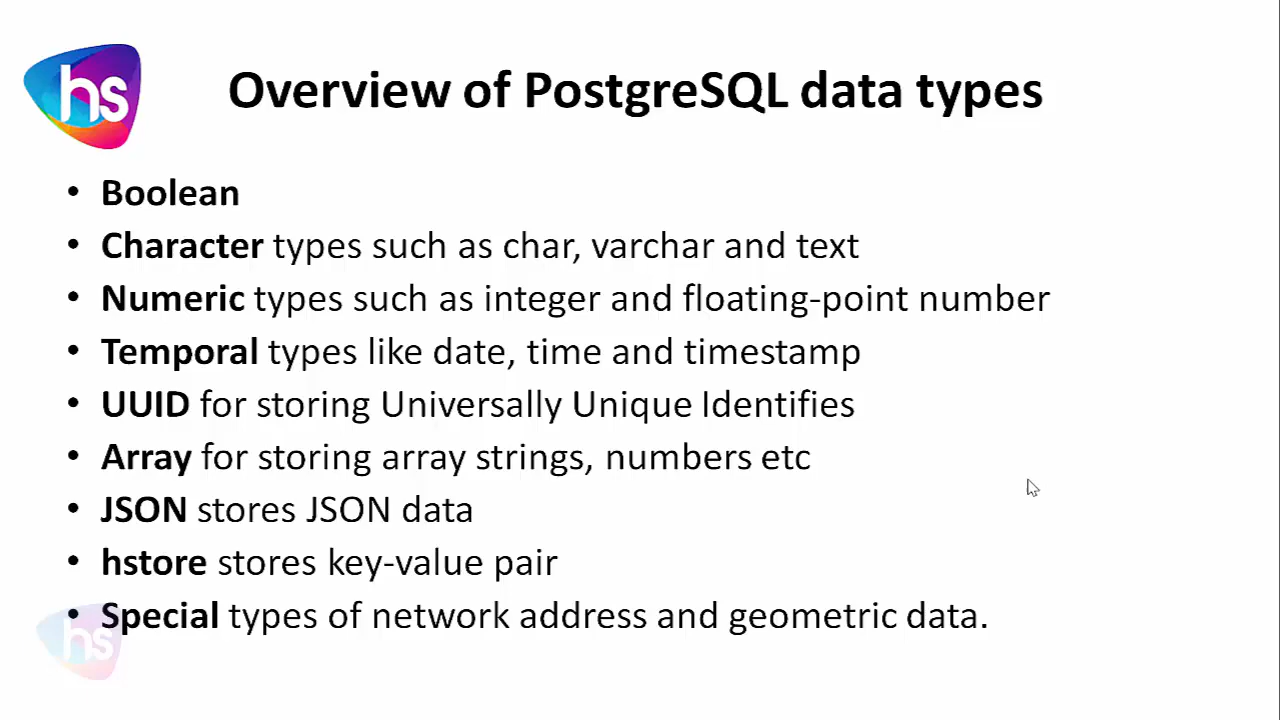 hs
Overview of PostgreSQL data types
• Boolean
• Character types such as char, varchar and text
• Numeric types such as integer and floating-point number
• Temporal types like date, time and timestamp
• UUID for storing Universally Unique Identifies
• Array for storing array strings, numbers etc
• JSON stores JSON data
• hstore stores key-value pair
• Special types of network address and geometric data.
hs